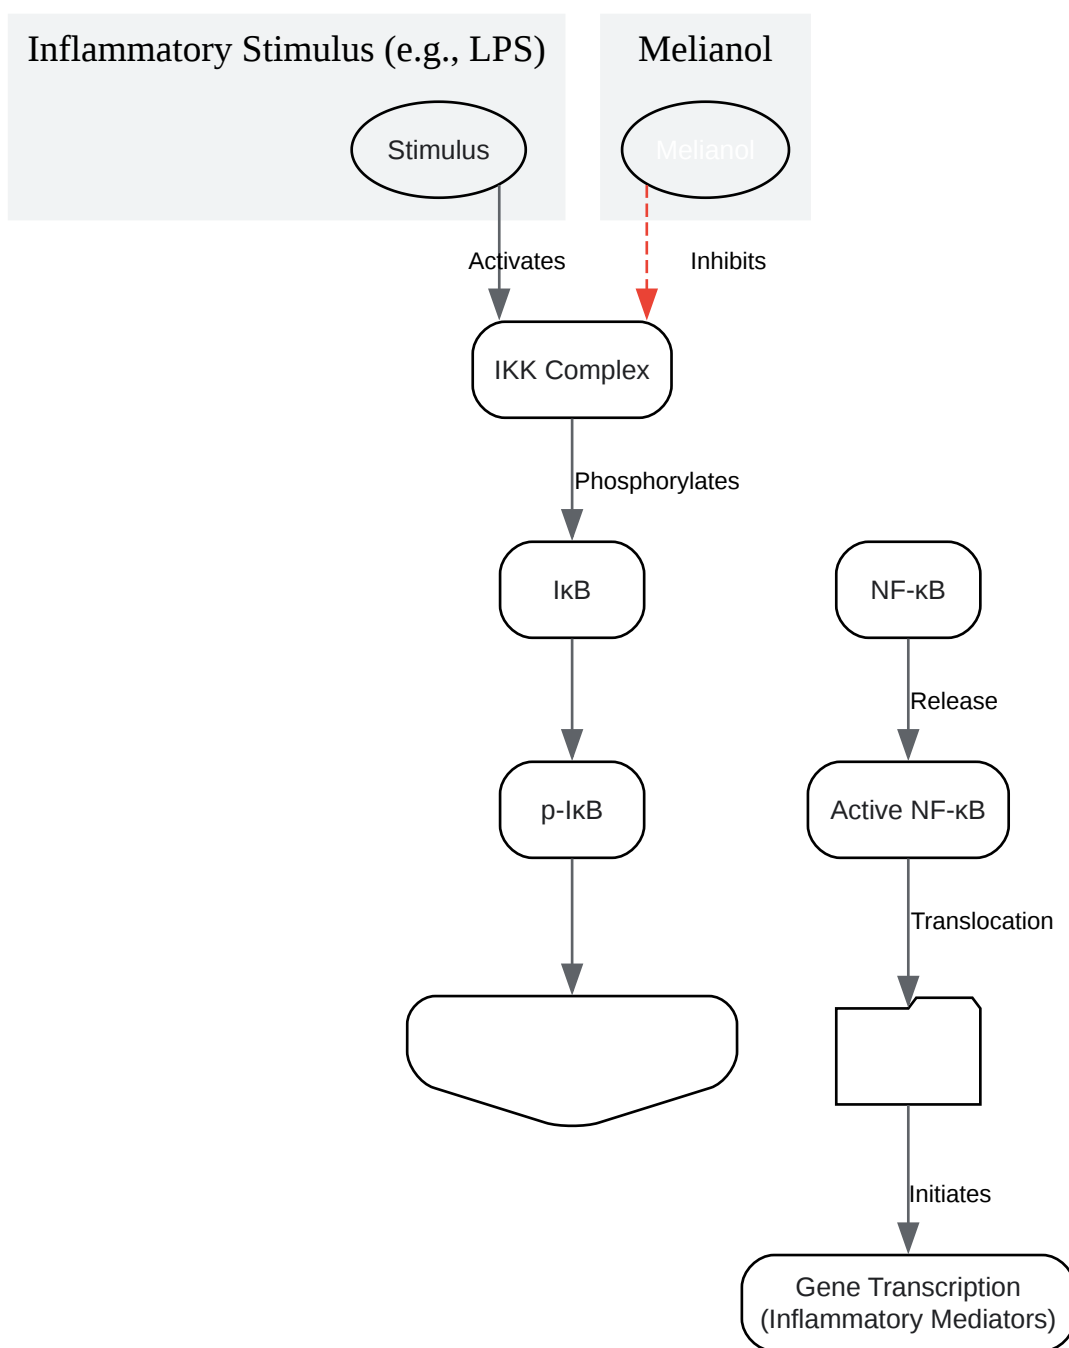 Inflammatory Stimulus (e.g., LPS)
Melianol
Stimulus
Melianol
Activates
Inhibits
IKK Complex
Phosphorylates
IκB
NF-κB
Release
p-IκB
Active NF-κB
Translocation
Initiates
Gene Transcription
(Inflammatory Mediators)